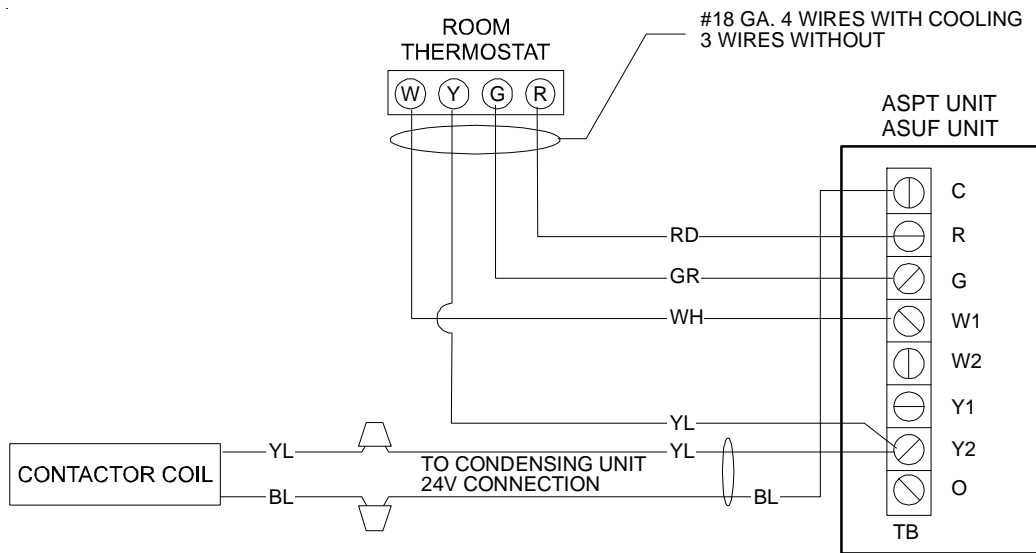 #18 GA. 4 WIRES WITH COOLING
3 WIRES WITHOUT
ROOM
THERMOSTAT
W Y G R
ASPT UNIT
ASUF UNIT
C
RD R
GR G
WH W1
W2
Y1
YL
YL YL Y2
CONTACTOR COIL
TO CONDENSING UNIT
24V CONNECTION
BL BL O
TB